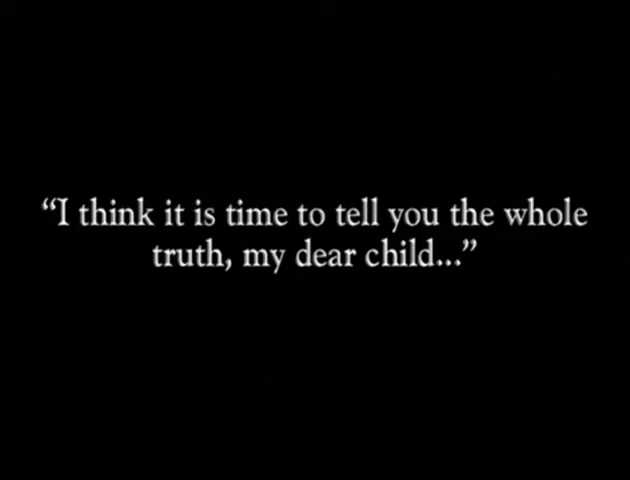 “I think it is time to tell you the whole
truth, my dear child...”